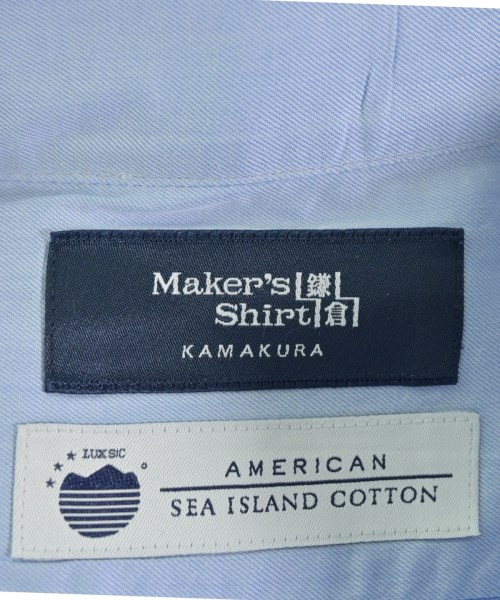 Maker's 鎌
Shirt 倉
KAMAKURA
LUXSIC
AMERICAN
SEA ISLAND COTTON